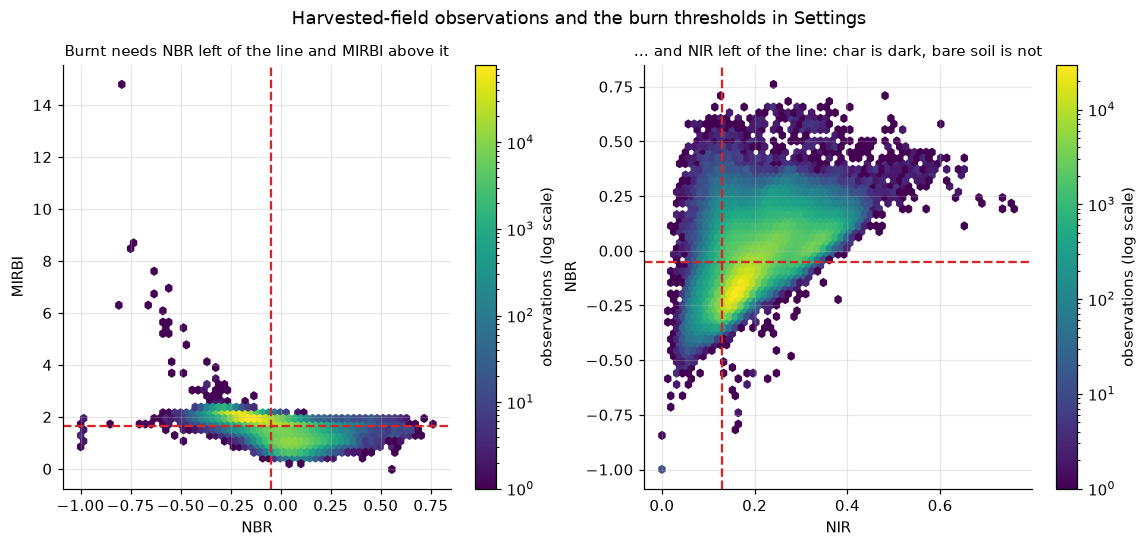 Harvested-field observations and the burn thresholds in Settings
Burnt needs NBR left of the line and MIRBI above it
14
12
10
8
6
4
2
0
MIRBI
−1.00 −0.75 −0.50 −0.25 0.00 0.25 0.50 0.75
NBR
10⁴
10³
10²
10¹
10⁰
observations (log scale)
... and NIR left of the line: char is dark, bare soil is not
0.75
0.50
0.25
0.00
−0.25
−0.50
−0.75
−1.00
NBR
0.0 0.2 0.4 0.6
NIR
10⁴
10³
10²
10¹
10⁰
observations (log scale)